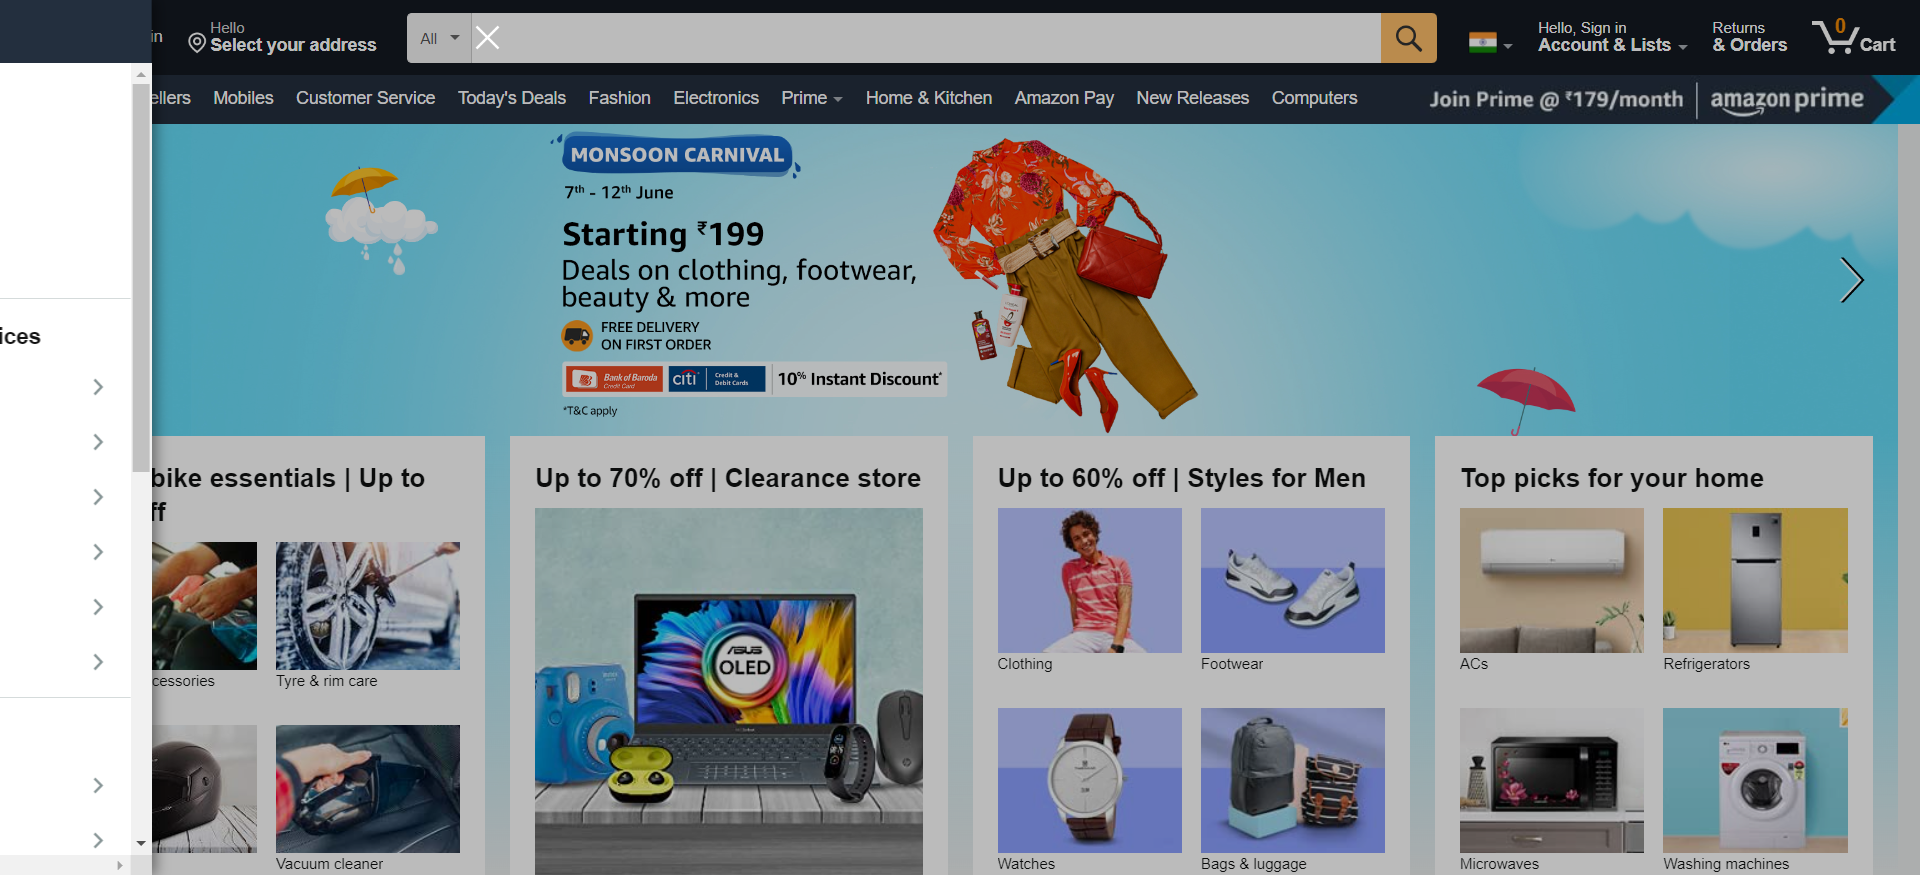 in
Hello
Select your address
All
Hello, Sign in
Account & Lists
Returns
& Orders
0
Cart
ellers
Mobiles
Customer Service
Today's Deals
Fashion
Electronics
Prime
Home & Kitchen
Amazon Pay
New Releases
Computers
Join Prime @ ₹179/month
amazon prime
MONSOON CARNIVAL
7th - 12th June
Starting ₹199
Deals on clothing, footwear,
beauty & more
FREE DELIVERY
ON FIRST ORDER
Bank of Baroda
Credit Card
citi
Credit &
Debit Cards
10% Instant Discount*
*T&C apply
ices
bike essentials | Up to
ff
cessories
Tyre & rim care
Vacuum cleaner
Up to 70% off | Clearance store
ASUS
OLED
Up to 60% off | Styles for Men
Clothing
Footwear
Watches
Bags & luggage
Top picks for your home
ACs
Refrigerators
Microwaves
Washing machines